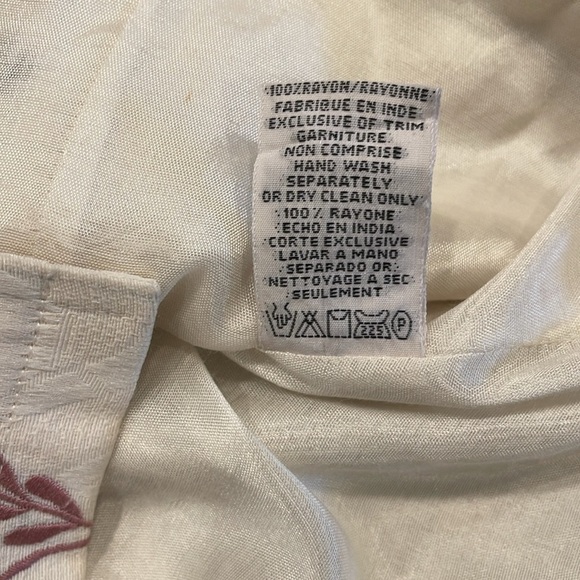 100%RAYON/RAYONNE
FABRIQUE EN INDE
EXCLUSIVE OF TRIM
GARNITURE
NON COMPRISE
HAND WASH
SEPARATELY
OR DRY CLEAN ONLY
100% RAYONE
ECHO EN INDIA
CORTE EXCLUSIVE
LAVAR A MANO
SEPARADO OR
NETTOYAGE A SEC
SEULEMENT
225 P